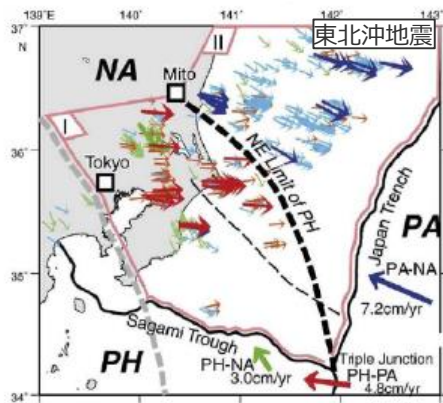 139˚E
140˚
141˚
142˚
143˚
37˚
N
II
東北沖地震
NA
Mito
I
36˚
Tokyo
NE Limit of PH
Japan Trench
PA
35˚
PA-NA
7.2cm/yr
Sagami Trough
PH
PH-NA
3.0cm/yr
Triple Junction
PH-PA
4.8cm/yr
34˚